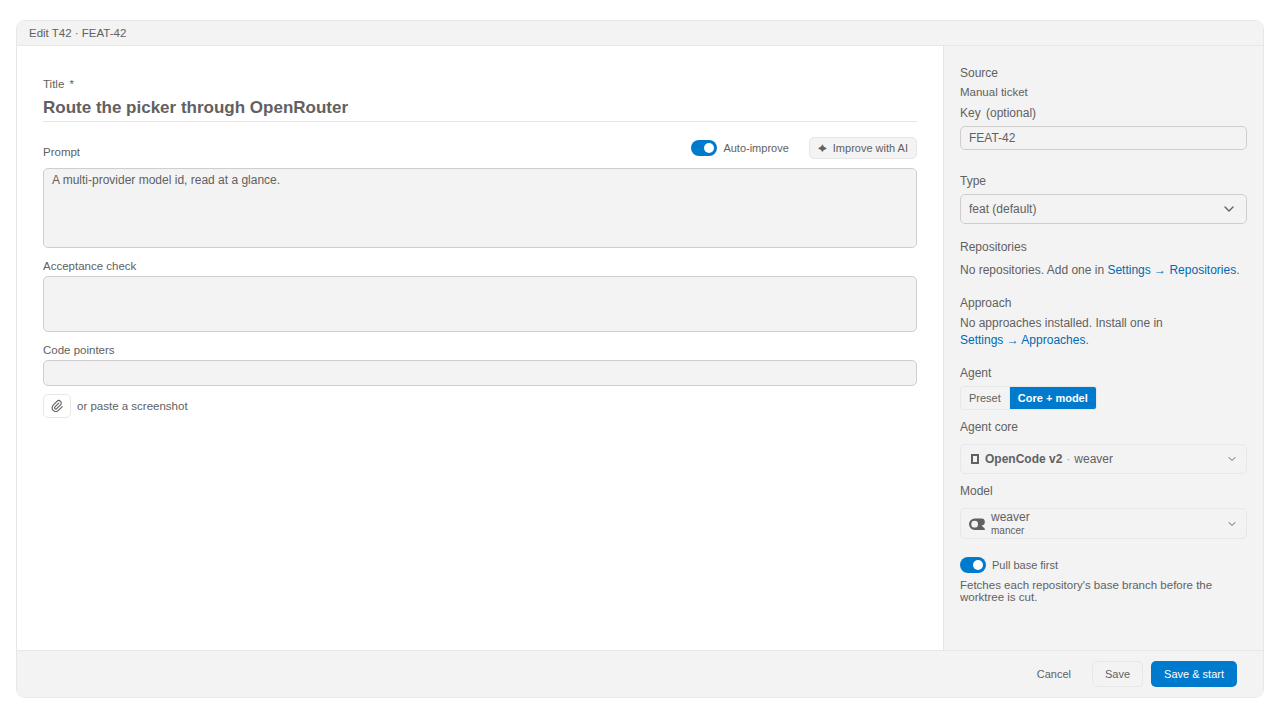 Edit T42 · FEAT-42
Title *
Route the picker through OpenRouter
Prompt
Auto-improve
Improve with AI
A multi-provider model id, read at a glance.
Acceptance check
Code pointers
or paste a screenshot
Source
Manual ticket
Key (optional)
FEAT-42
Type
feat (default)
Repositories
No repositories. Add one in Settings → Repositories.
Approach
No approaches installed. Install one in
Settings → Approaches.
Agent
Preset
Core + model
Agent core
OpenCode v2 · weaver
Model
weaver
mancer
Pull base first
Fetches each repository's base branch before the
worktree is cut.
Cancel
Save
Save & start